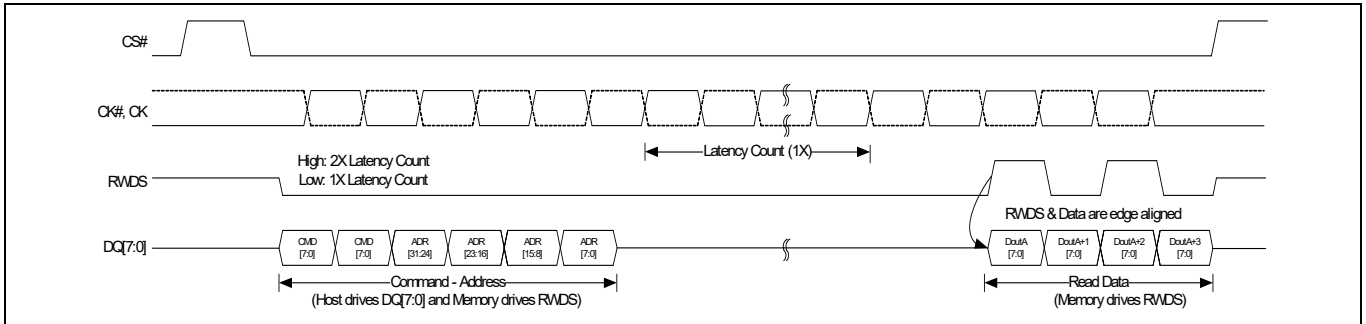 CS#
CK#, CK
Latency Count (1X)
High: 2X Latency Count
Low: 1X Latency Count
RWDS
RWDS & Data are edge aligned
DQ[7:0]
CMD [7:0] CMD [7:0] ADR [31:24] ADR [23:16] ADR [15:8] ADR [7:0] DoutA [7:0] DoutA+1 [7:0] DoutA+2 [7:0] DoutA+3 [7:0]
Command - Address
(Host drives DQ[7:0] and Memory drives RWDS)
Read Data
(Memory drives RWDS)